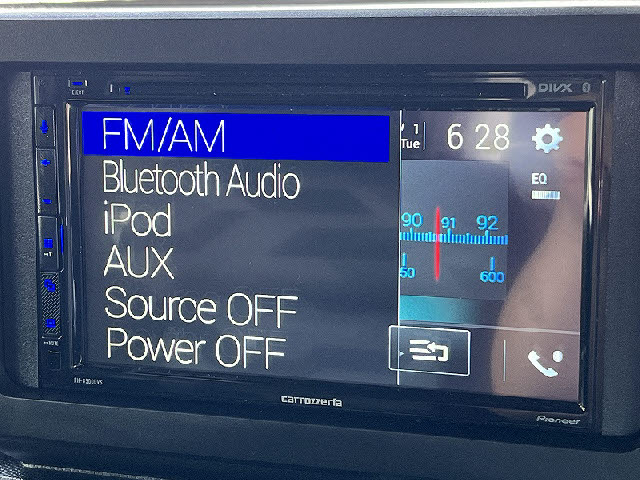 DIVX
FM/AM
Bluetooth Audio
iPod
AUX
Source OFF
Power OFF
1
Tue
6 28
EQ
90 91 92
600
carrozzeria
Pioneer